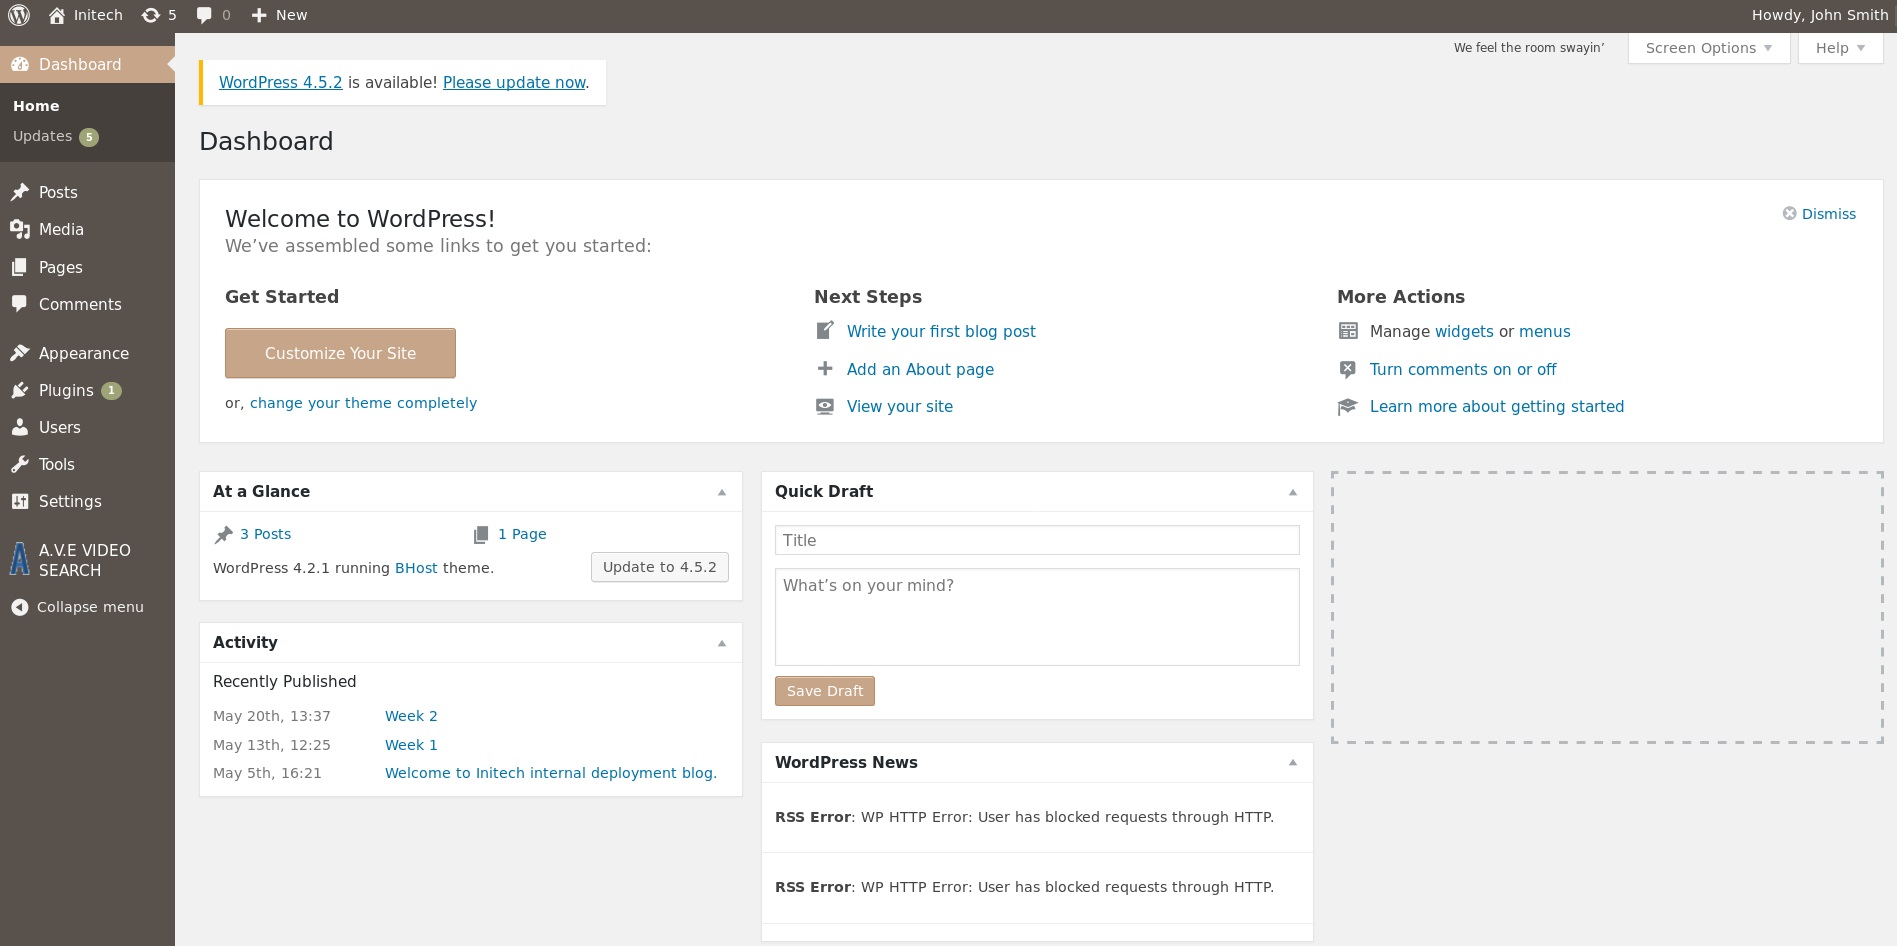 Initech 5 0 New Howdy, John Smith
Dashboard
Home
Updates 5
Posts
Media
Pages
Comments
Appearance
Plugins 1
Users
Tools
Settings
A.V.E VIDEO
SEARCH
Collapse menu
We feel the room swayin’ Screen Options Help
WordPress 4.5.2 is available! Please update now.
Dashboard
Welcome to WordPress!
Dismiss
We’ve assembled some links to get you started:
Get Started
Customize Your Site
or, change your theme completely
Next Steps
Write your first blog post
Add an About page
View your site
More Actions
Manage widgets or menus
Turn comments on or off
Learn more about getting started
At a Glance
3 Posts 1 Page
WordPress 4.2.1 running BHost theme. Update to 4.5.2
Activity
Recently Published
May 20th, 13:37 Week 2
May 13th, 12:25 Week 1
May 5th, 16:21 Welcome to Initech internal deployment blog.
Quick Draft
Title
What’s on your mind?
Save Draft
WordPress News
RSS Error: WP HTTP Error: User has blocked requests through HTTP.
RSS Error: WP HTTP Error: User has blocked requests through HTTP.